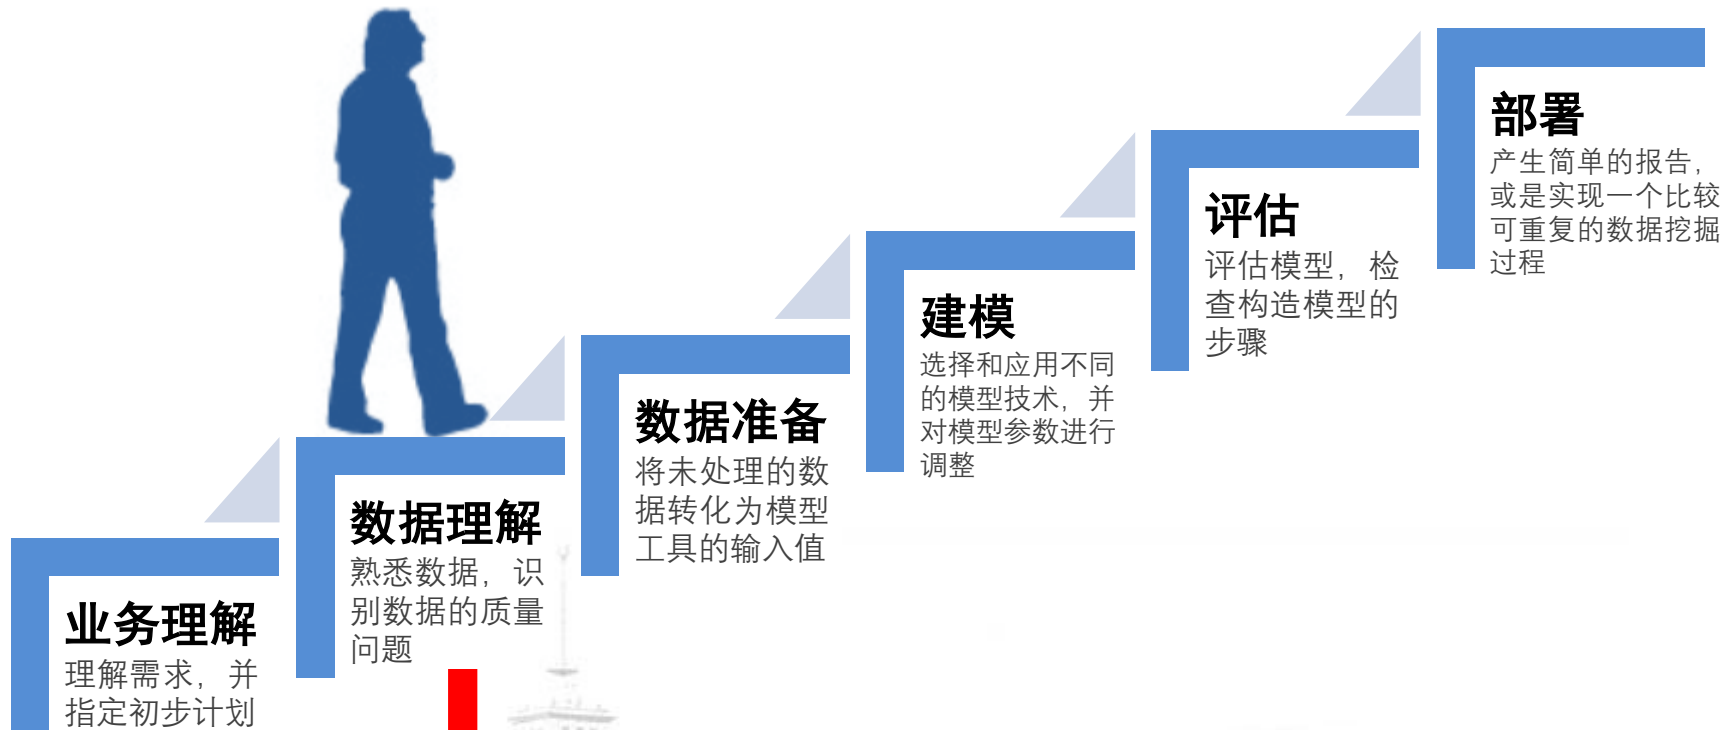 业务理解
理解需求，并
指定初步计划
数据理解
熟悉数据，识
别数据的质量
问题
数据准备
将未处理的数
据转化为模型
工具的输入值
建模
选择和应用不同
的模型技术，并
对模型参数进行
调整
评估
评估模型，检
查构造模型的
步骤
部署
产生简单的报告，
或是实现一个比较
可重复的数据挖掘
过程